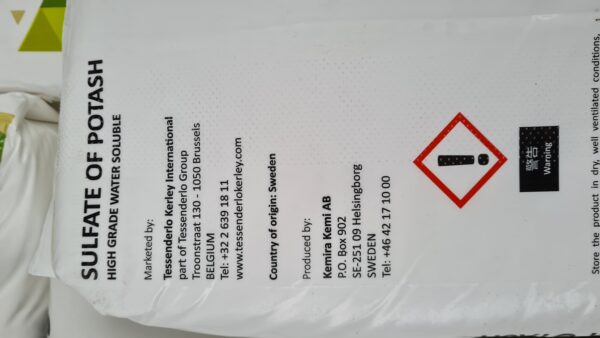 SULFATE OF POTASH
HIGH GRADE WATER SOLUBLE
Marketed by:
Tessenderlo Kerley International
part of Tessenderlo Group
Troonstraat 130 - 1050 Brussels
BELGIUM
Tel: +32 2 639 18 11
www.tessenderlokerley.com
Country of origin: Sweden
Produced by:
Kemira Kemi AB
P.O. Box 902
SE-251 09 Helsingborg
SWEDEN
Tel: +46 42 17 10 00
警告
Warning
Store the product in dry, well ventilated conditions,